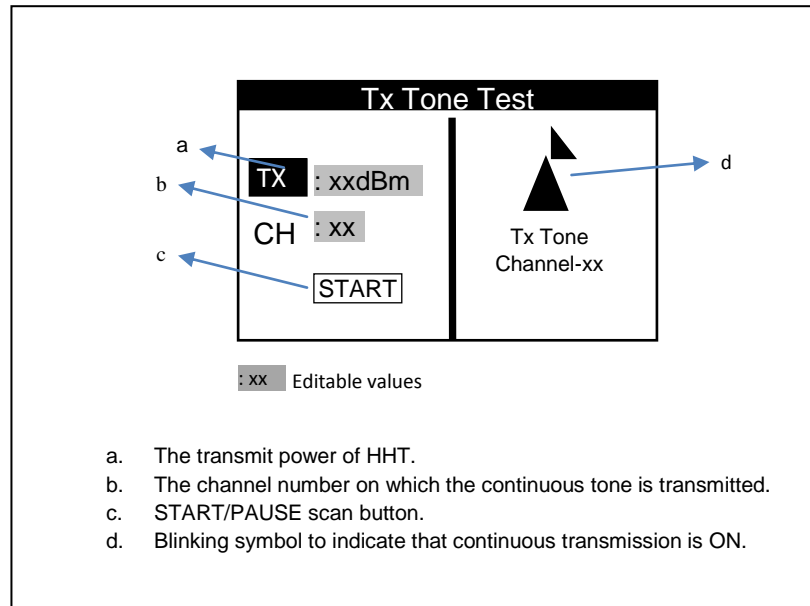 Tx Tone Test
a
TX : xxdBm
d
b
CH : xx
Tx Tone
Channel-xx
c
START
: xx Editable values
a. The transmit power of HHT.
b. The channel number on which the continuous tone is transmitted.
c. START/PAUSE scan button.
d. Blinking symbol to indicate that continuous transmission is ON.